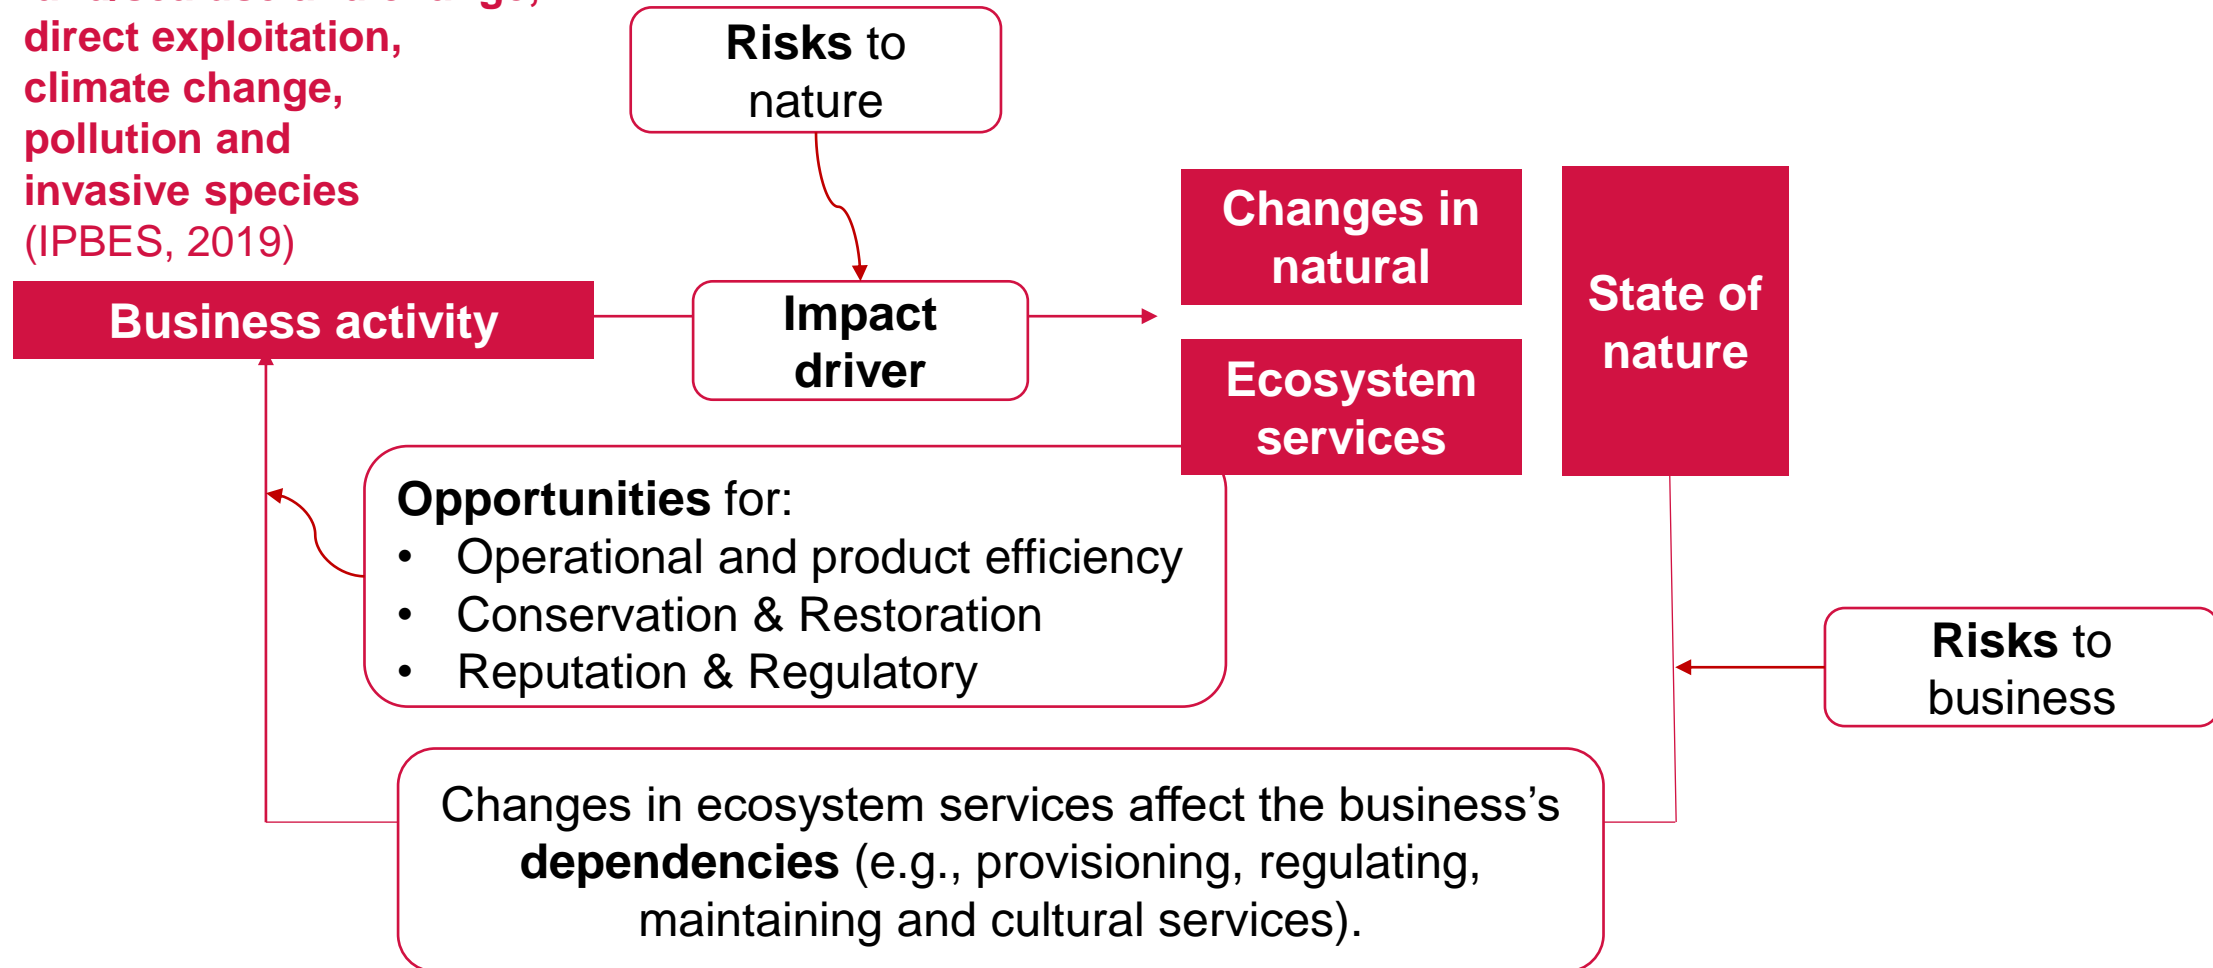 direct exploitation,
climate change,
pollution and
invasive species
(IPBES, 2019)
Risks to
nature
Business activity
Impact
driver
Changes in
natural
Ecosystem
services
State of
nature
Opportunities for:
• Operational and product efficiency
• Conservation & Restoration
• Reputation & Regulatory
Risks to
business
Changes in ecosystem services affect the business’s
dependencies (e.g., provisioning, regulating,
maintaining and cultural services).